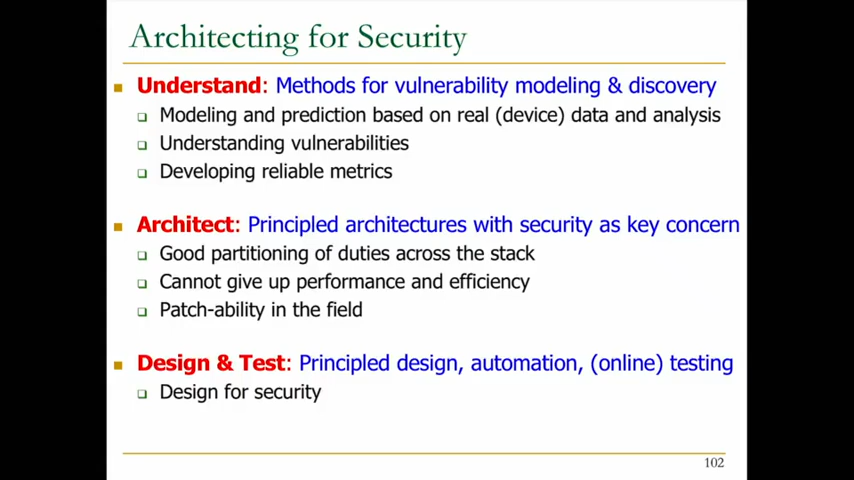 Architecting for Security
Understand: Methods for vulnerability modeling & discovery
Modeling and prediction based on real (device) data and analysis
Understanding vulnerabilities
Developing reliable metrics
Architect: Principled architectures with security as key concern
Good partitioning of duties across the stack
Cannot give up performance and efficiency
Patch-ability in the field
Design & Test: Principled design, automation, (online) testing
Design for security
102